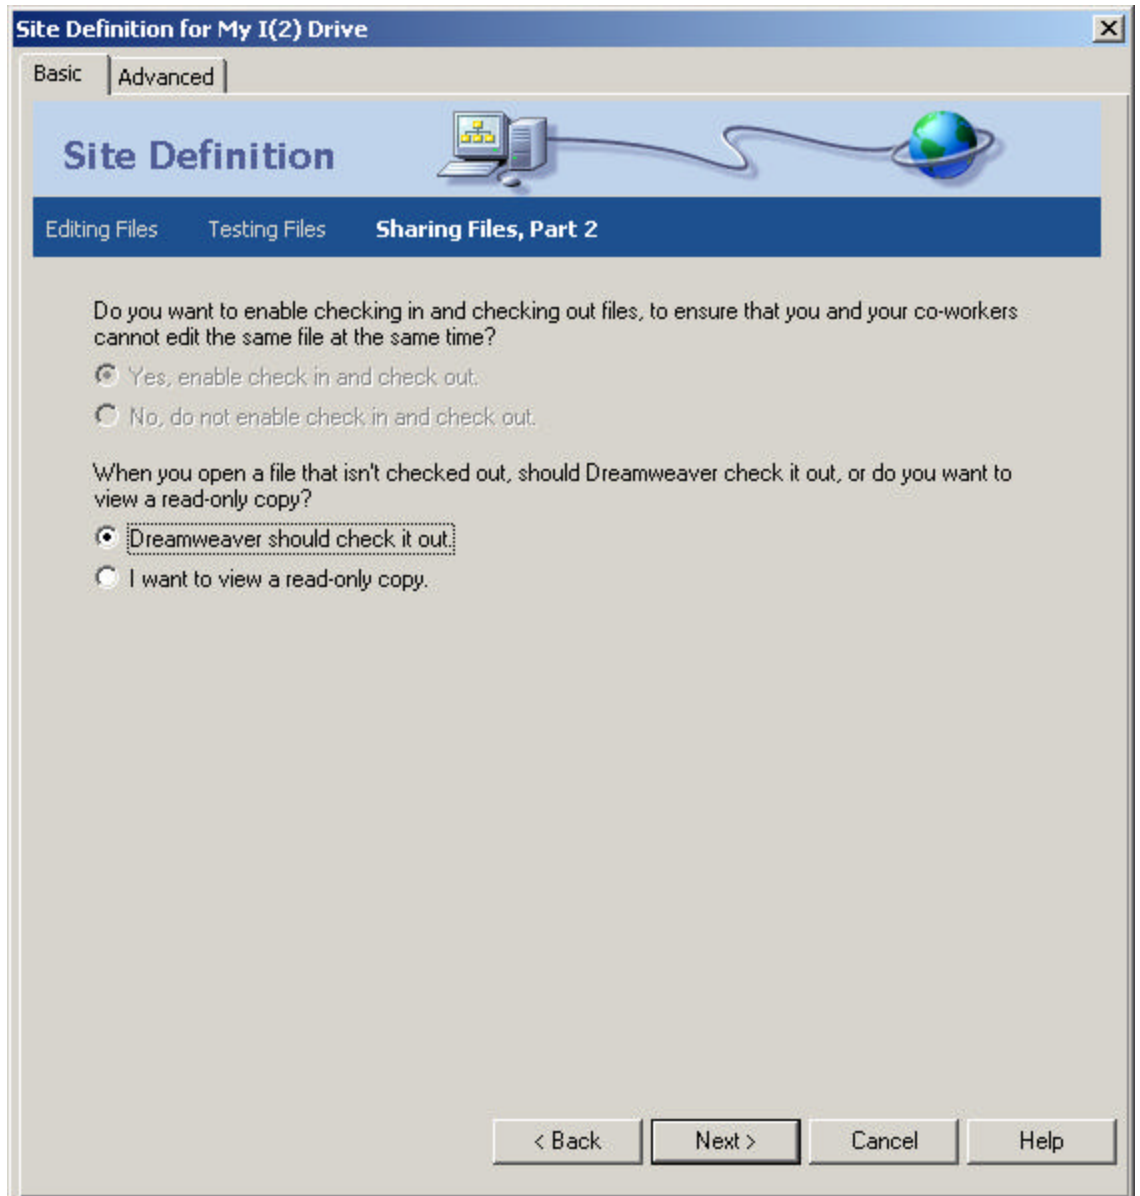 Site Definition for My I(2) Drive
Basic
Advanced
Site Definition
Editing Files
Testing Files
Sharing Files, Part 2
Do you want to enable checking in and checking out files, to ensure that you and your co-workers
cannot edit the same file at the same time?
Yes, enable check in and check out.
No, do not enable check in and check out.
When you open a file that isn't checked out, should Dreamweaver check it out, or do you want to
view a read-only copy?
Dreamweaver should check it out.
I want to view a read-only copy.
< Back
Next >
Cancel
Help